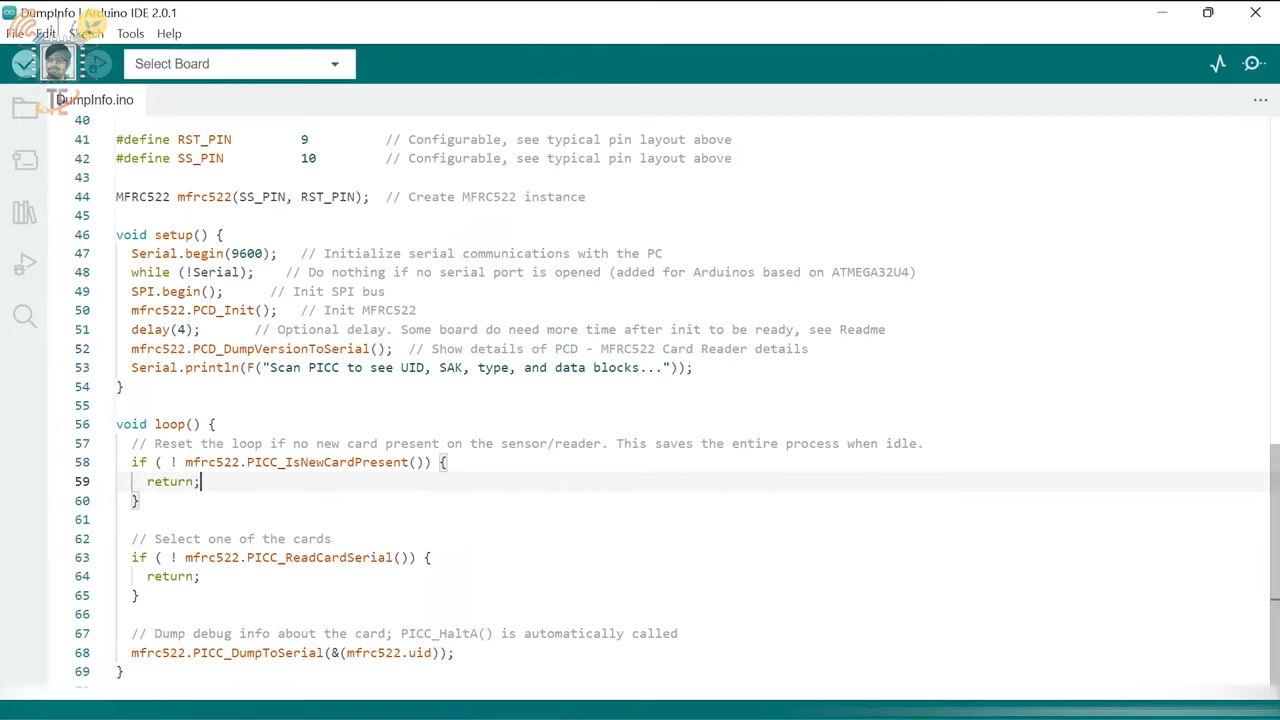 DumpInfo | Arduino IDE 2.0.1
File Edit Sketch Tools Help
Select Board
TE
DumpInfo.ino
40
41 #define RST_PIN 9 // Configurable, see typical pin layout above
42 #define SS_PIN 10 // Configurable, see typical pin layout above
43
44 MFRC522 mfrc522(SS_PIN, RST_PIN); // Create MFRC522 instance
45
46 void setup() {
47 Serial.begin(9600); // Initialize serial communications with the PC
48 while (!Serial); // Do nothing if no serial port is opened (added for Arduinos based on ATMEGA32U4)
49 SPI.begin(); // Init SPI bus
50 mfrc522.PCD_Init(); // Init MFRC522
51 delay(4); // Optional delay. Some board do need more time after init to be ready, see Readme
52 mfrc522.PCD_DumpVersionToSerial(); // Show details of PCD - MFRC522 Card Reader details
53 Serial.println(F("Scan PICC to see UID, SAK, type, and data blocks..."));
54 }
55
56 void loop() {
57 // Reset the loop if no new card present on the sensor/reader. This saves the entire process when idle.
58 if ( ! mfrc522.PICC_IsNewCardPresent()) {
59 return;
60 }
61
62 // Select one of the cards
63 if ( ! mfrc522.PICC_ReadCardSerial()) {
64 return;
65 }
66
67 // Dump debug info about the card; PICC_HaltA() is automatically called
68 mfrc522.PICC_DumpToSerial(&(mfrc522.uid));
69 }